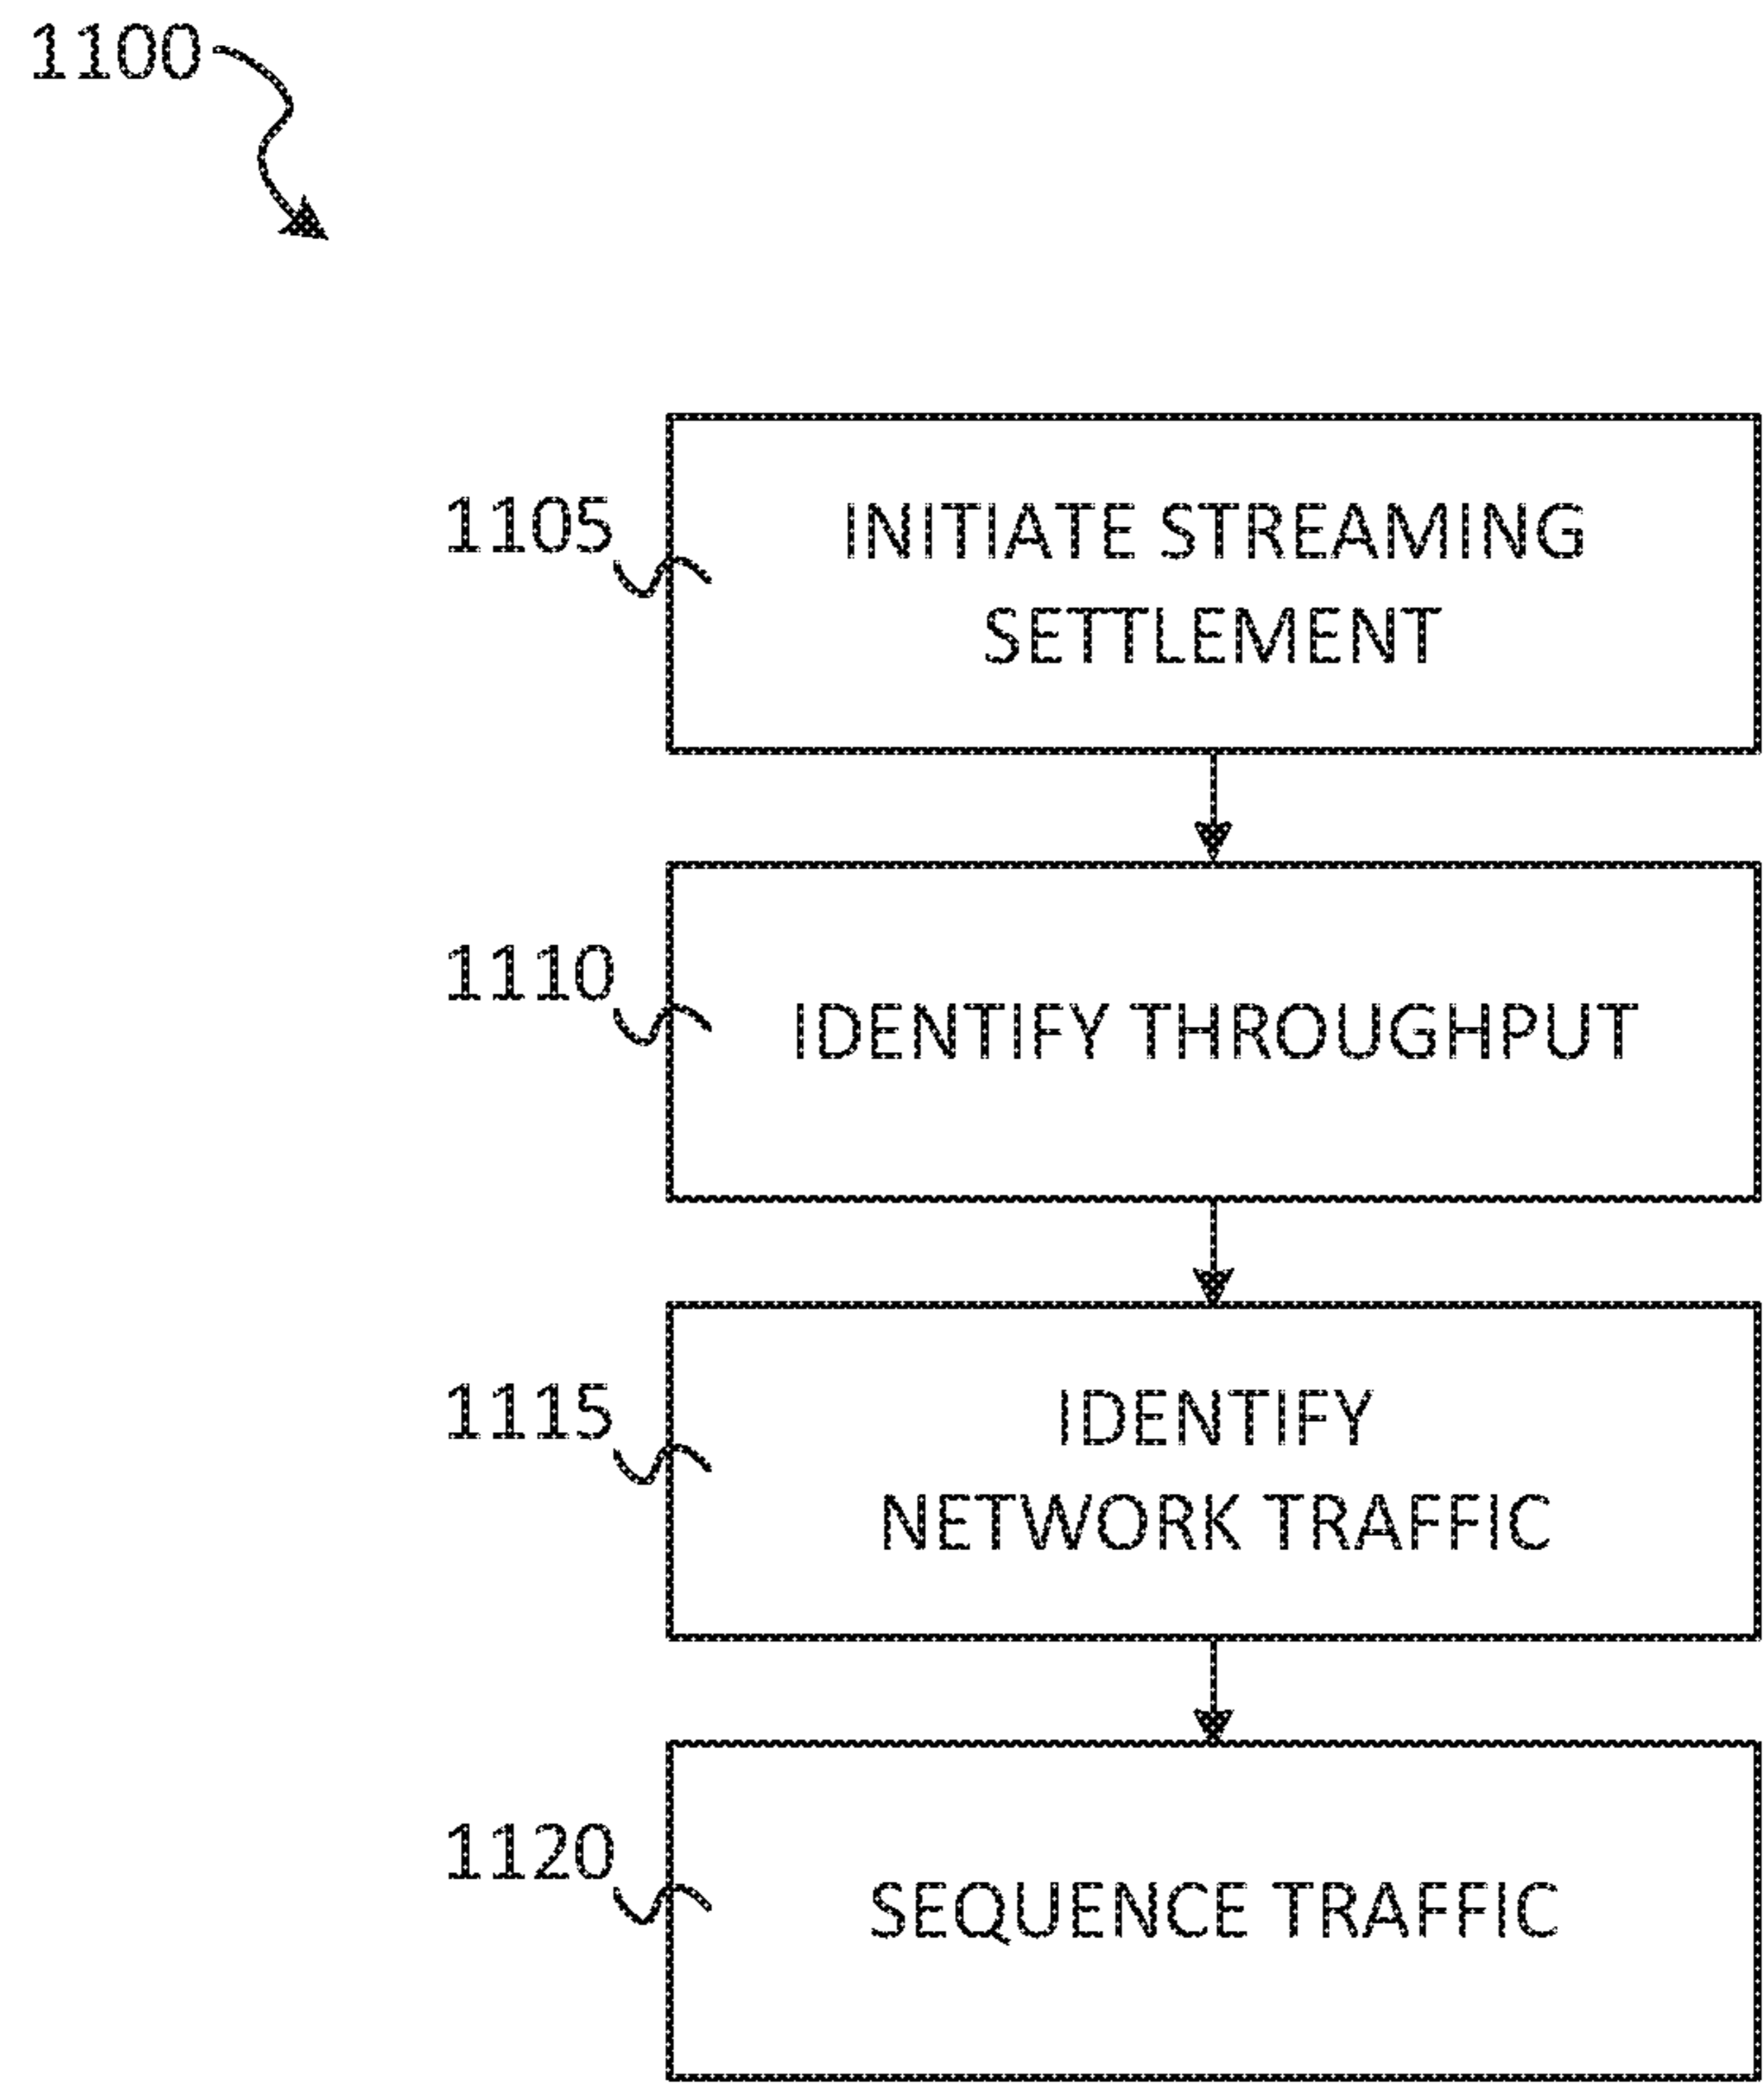 1100
1105
INITIATE STREAMING
SETTLEMENT
1110
IDENTIFY THROUGHPUT
1115
IDENTIFY
NETWORK TRAFFIC
1120
SEQUENCE TRAFFIC